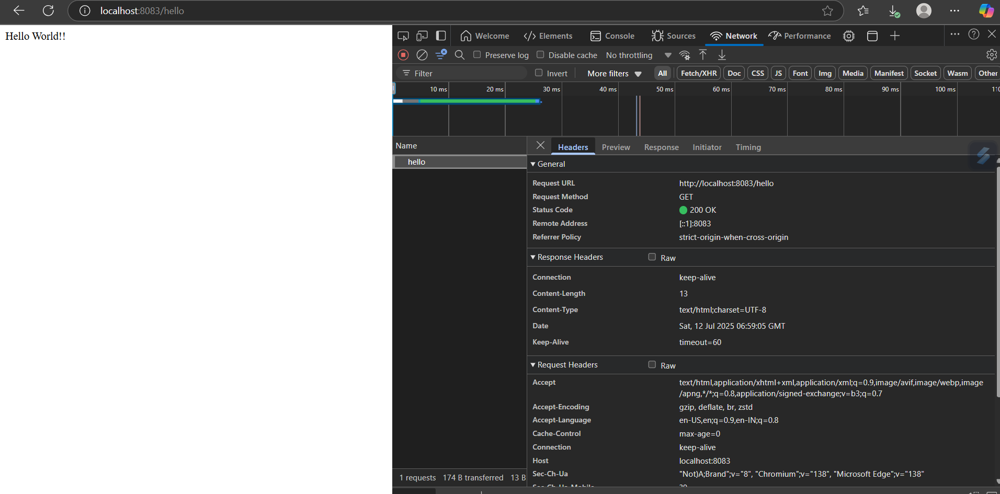 localhost:8083/hello
Hello World!!
Welcome Elements Console Sources Network Performance
Preserve log Disable cache No throttling
Filter Invert More filters All Fetch/XHR Doc CSS JS Font Img Media Manifest Socket Wasm Other
10 ms 20 ms 30 ms 40 ms 50 ms 60 ms 70 ms 80 ms 90 ms 100 ms
Name
hello
Headers Preview Response Initiator Timing
General
Request URL http://localhost:8083/hello
Request Method GET
Status Code 200 OK
Remote Address [::1]:8083
Referrer Policy strict-origin-when-cross-origin
Response Headers Raw
Connection keep-alive
Content-Length 13
Content-Type text/html;charset=UTF-8
Date Sat, 12 Jul 2025 06:59:05 GMT
Keep-Alive timeout=60
Request Headers Raw
Accept text/html,application/xhtml+xml,application/xml;q=0.9,image/avif,image/webp,image
/apng,*/*;q=0.8,application/signed-exchange;v=b3;q=0.7
Accept-Encoding gzip, deflate, br, zstd
Accept-Language en-US,en;q=0.9,en-IN;q=0.8
Cache-Control max-age=0
Connection keep-alive
Host localhost:8083
Sec-Ch-Ua "Not)A;Brand";v="8", "Chromium";v="138", "Microsoft Edge";v="138"
Sec-Ch-Ua-Mobile ?0
1 requests 174 B transferred 13 B